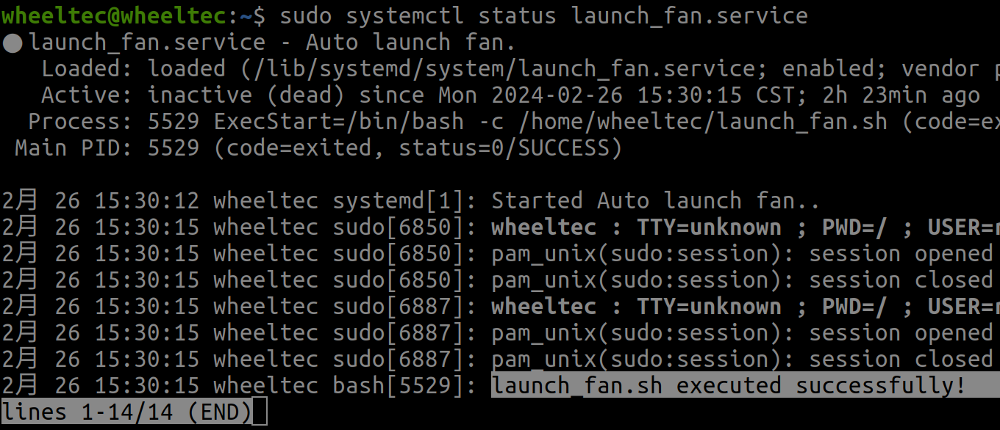 wheeltec@wheeltec:~$ sudo systemctl status launch_fan.service
● launch_fan.service - Auto launch fan.
   Loaded: loaded (/lib/systemd/system/launch_fan.service; enabled; vendor p
   Active: inactive (dead) since Mon 2024-02-26 15:30:15 CST; 2h 23min ago
  Process: 5529 ExecStart=/bin/bash -c /home/wheeltec/launch_fan.sh (code=ex
 Main PID: 5529 (code=exited, status=0/SUCCESS)
2月 26 15:30:12 wheeltec systemd[1]: Started Auto launch fan..
2月 26 15:30:15 wheeltec sudo[6850]: wheeltec : TTY=unknown ; PWD=/ ; USER=
2月 26 15:30:15 wheeltec sudo[6850]: pam_unix(sudo:session): session opened
2月 26 15:30:15 wheeltec sudo[6850]: pam_unix(sudo:session): session closed
2月 26 15:30:15 wheeltec sudo[6887]: wheeltec : TTY=unknown ; PWD=/ ; USER=
2月 26 15:30:15 wheeltec sudo[6887]: pam_unix(sudo:session): session opened
2月 26 15:30:15 wheeltec sudo[6887]: pam_unix(sudo:session): session closed
2月 26 15:30:15 wheeltec bash[5529]: launch_fan.sh executed successfully!
lines 1-14/14 (END)